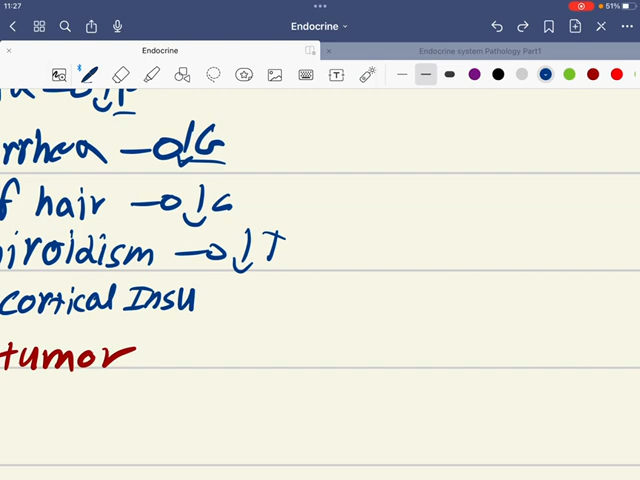 11:27
51%
Endocrine
Endocrine
Endocrine system Pathology Part1
T
↓P
rrhea → ↓G
f hair → ↓G
hiroidism → ↓T
cortical Insu
tumor